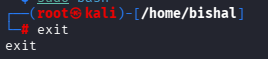 ┌──(root㉿kali)-[/home/bishal]
└─# exit
exit